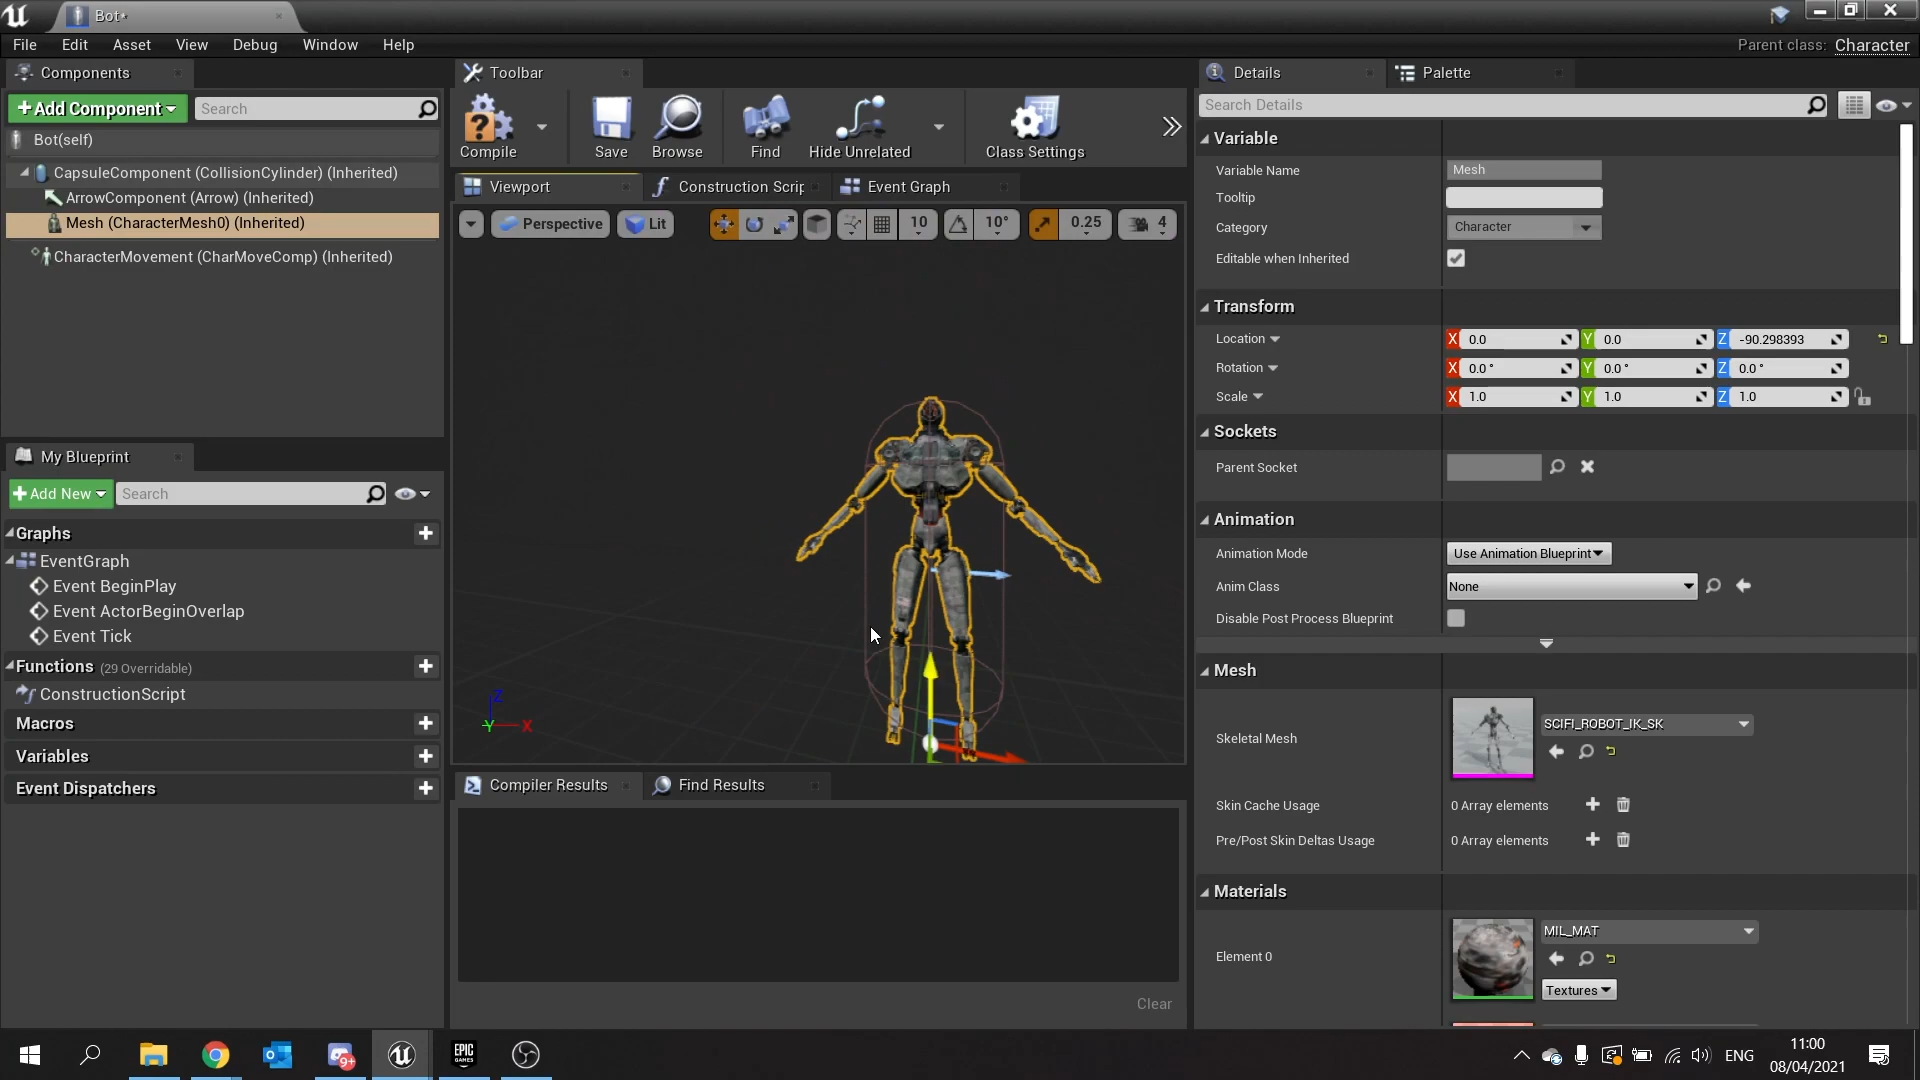 Bot•
File Edit Asset View Debug Window Help
Parent class: Character
Components
Add Component
Search
Bot(self)
CapsuleComponent (CollisionCylinder) (Inherited)
ArrowComponent (Arrow) (Inherited)
Mesh (CharacterMesh0) (Inherited)
CharacterMovement (CharMoveComp) (Inherited)
My Blueprint
Add New
Search
Graphs
EventGraph
Event BeginPlay
Event ActorBeginOverlap
Event Tick
Functions (29 Overridable)
ConstructionScript
Macros
Variables
Event Dispatchers
Toolbar
Compile Save Browse Find Hide Unrelated Class Settings
Viewport Construction Scrip Event Graph
Perspective Lit 10 10° 0.25 4
Z
Y X
Compiler Results Find Results
Clear
Details Palette
Search Details
Variable
Variable Name Mesh
Tooltip
Category Character
Editable when Inherited
Transform
Location X 0.0 Y 0.0 Z -90.298393
Rotation X 0.0 ° Y 0.0 ° Z 0.0 °
Scale X 1.0 Y 1.0 Z 1.0
Sockets
Parent Socket
Animation
Animation Mode Use Animation Blueprint
Anim Class None
Disable Post Process Blueprint
Mesh
Skeletal Mesh SCIFI_ROBOT_IK_SK
Skin Cache Usage 0 Array elements
Pre/Post Skin Deltas Usage 0 Array elements
Materials
Element 0 MIL_MAT
Textures
9+
EPIC
GAMES
ENG
11:00
08/04/2021